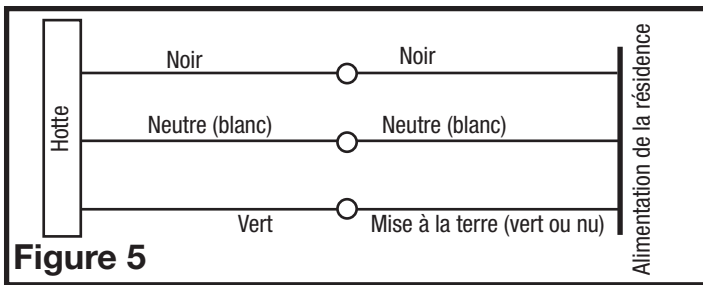 Hotte
Noir
Noir
Neutre (blanc)
Neutre (blanc)
Vert
Mise à la terre (vert ou nu)
Alimentation de la résidence
Figure 5